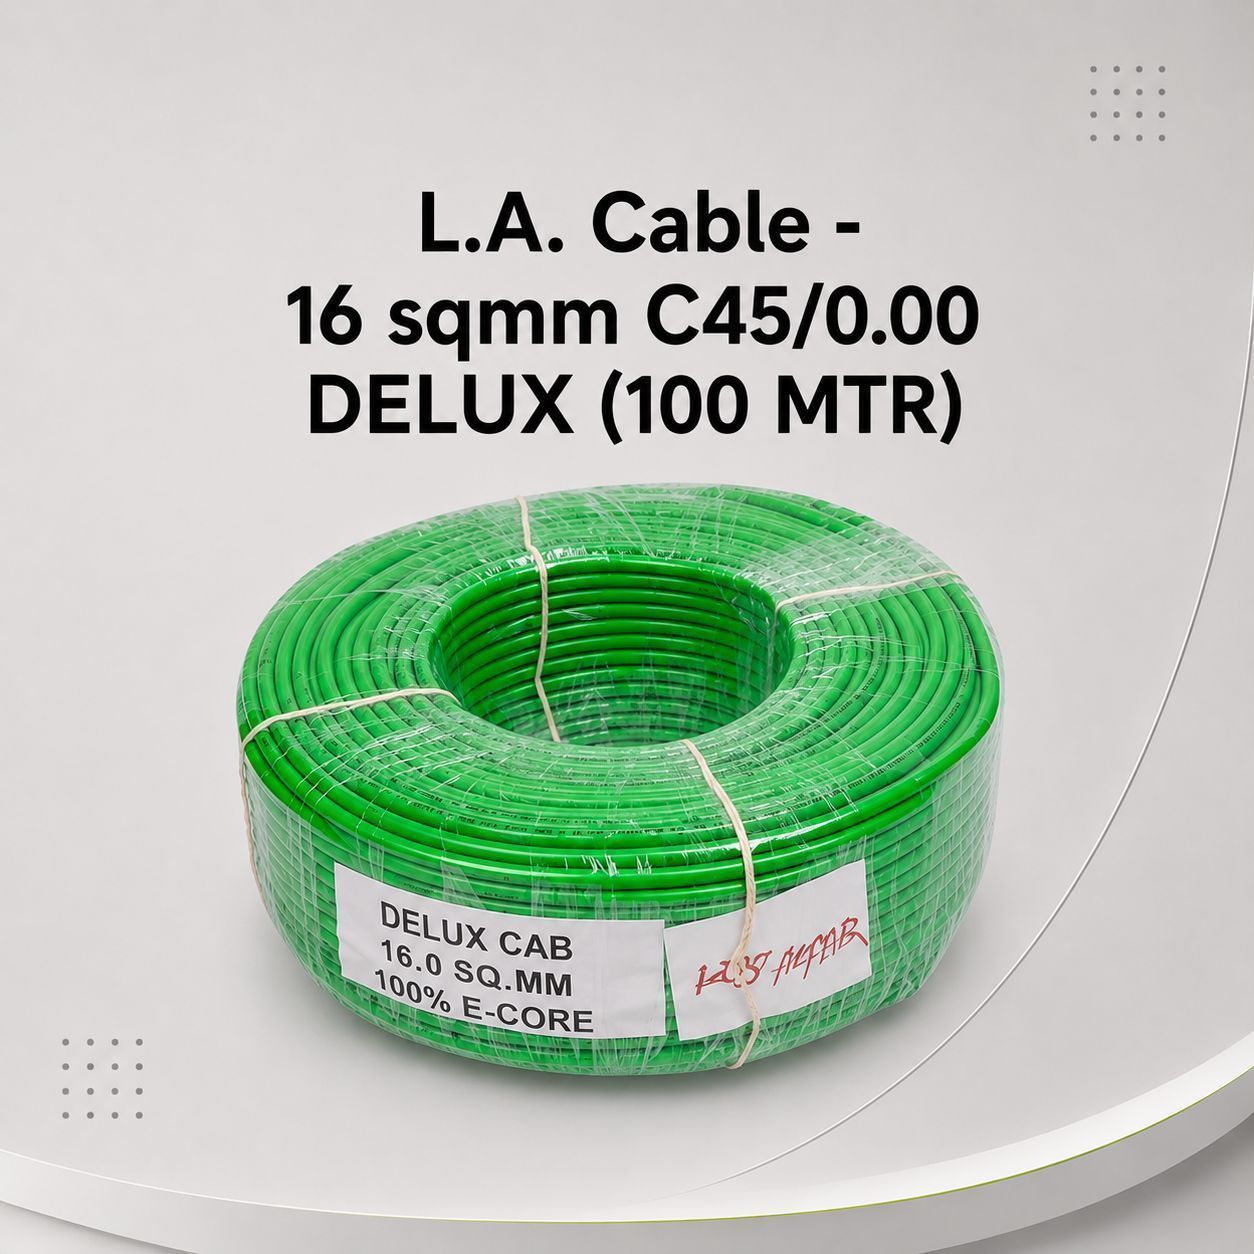 L.A. Cable -
16 sqmm C45/0.00
DELUX (100 MTR)
DELUX CAB
16.0 SQ.MM
100% E-CORE